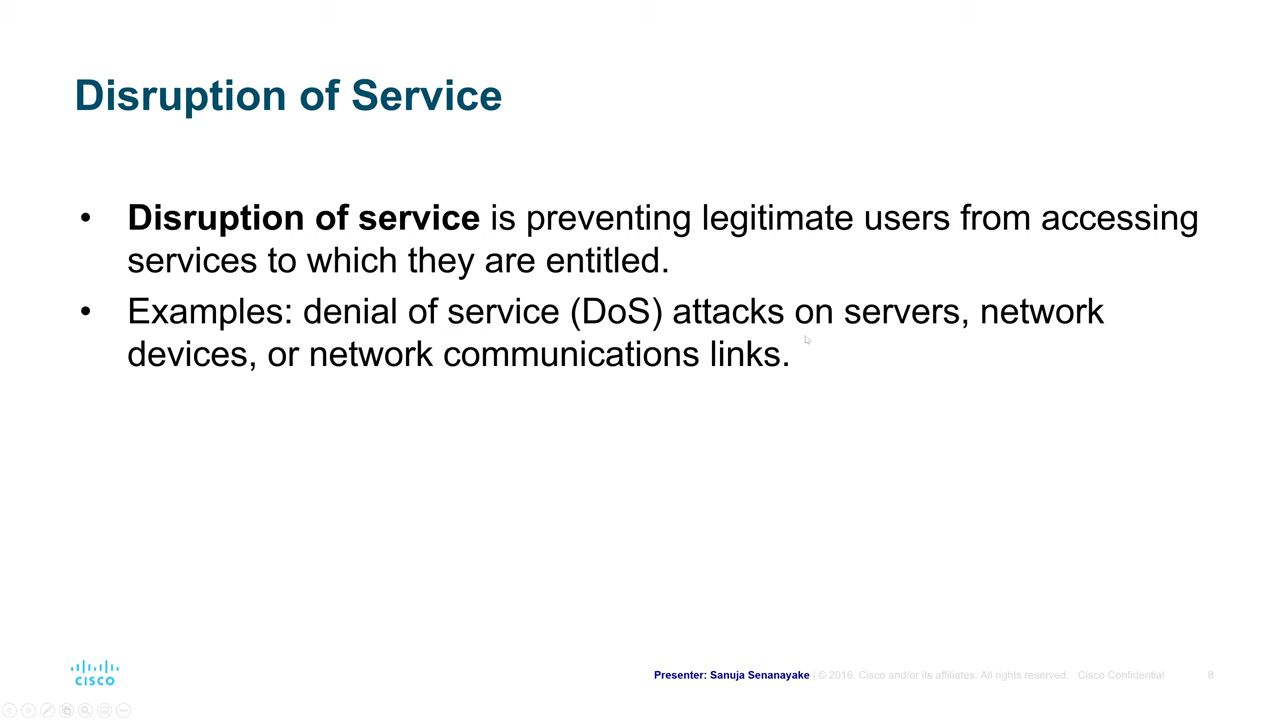 Disruption of Service
• Disruption of service is preventing legitimate users from accessing
services to which they are entitled.
• Examples: denial of service (DoS) attacks on servers, network
devices, or network communications links.
CISCO
Presenter: Sanuja Senanayake | © 2016 Cisco and/or its affiliates. All rights reserved. Cisco Confidential 8